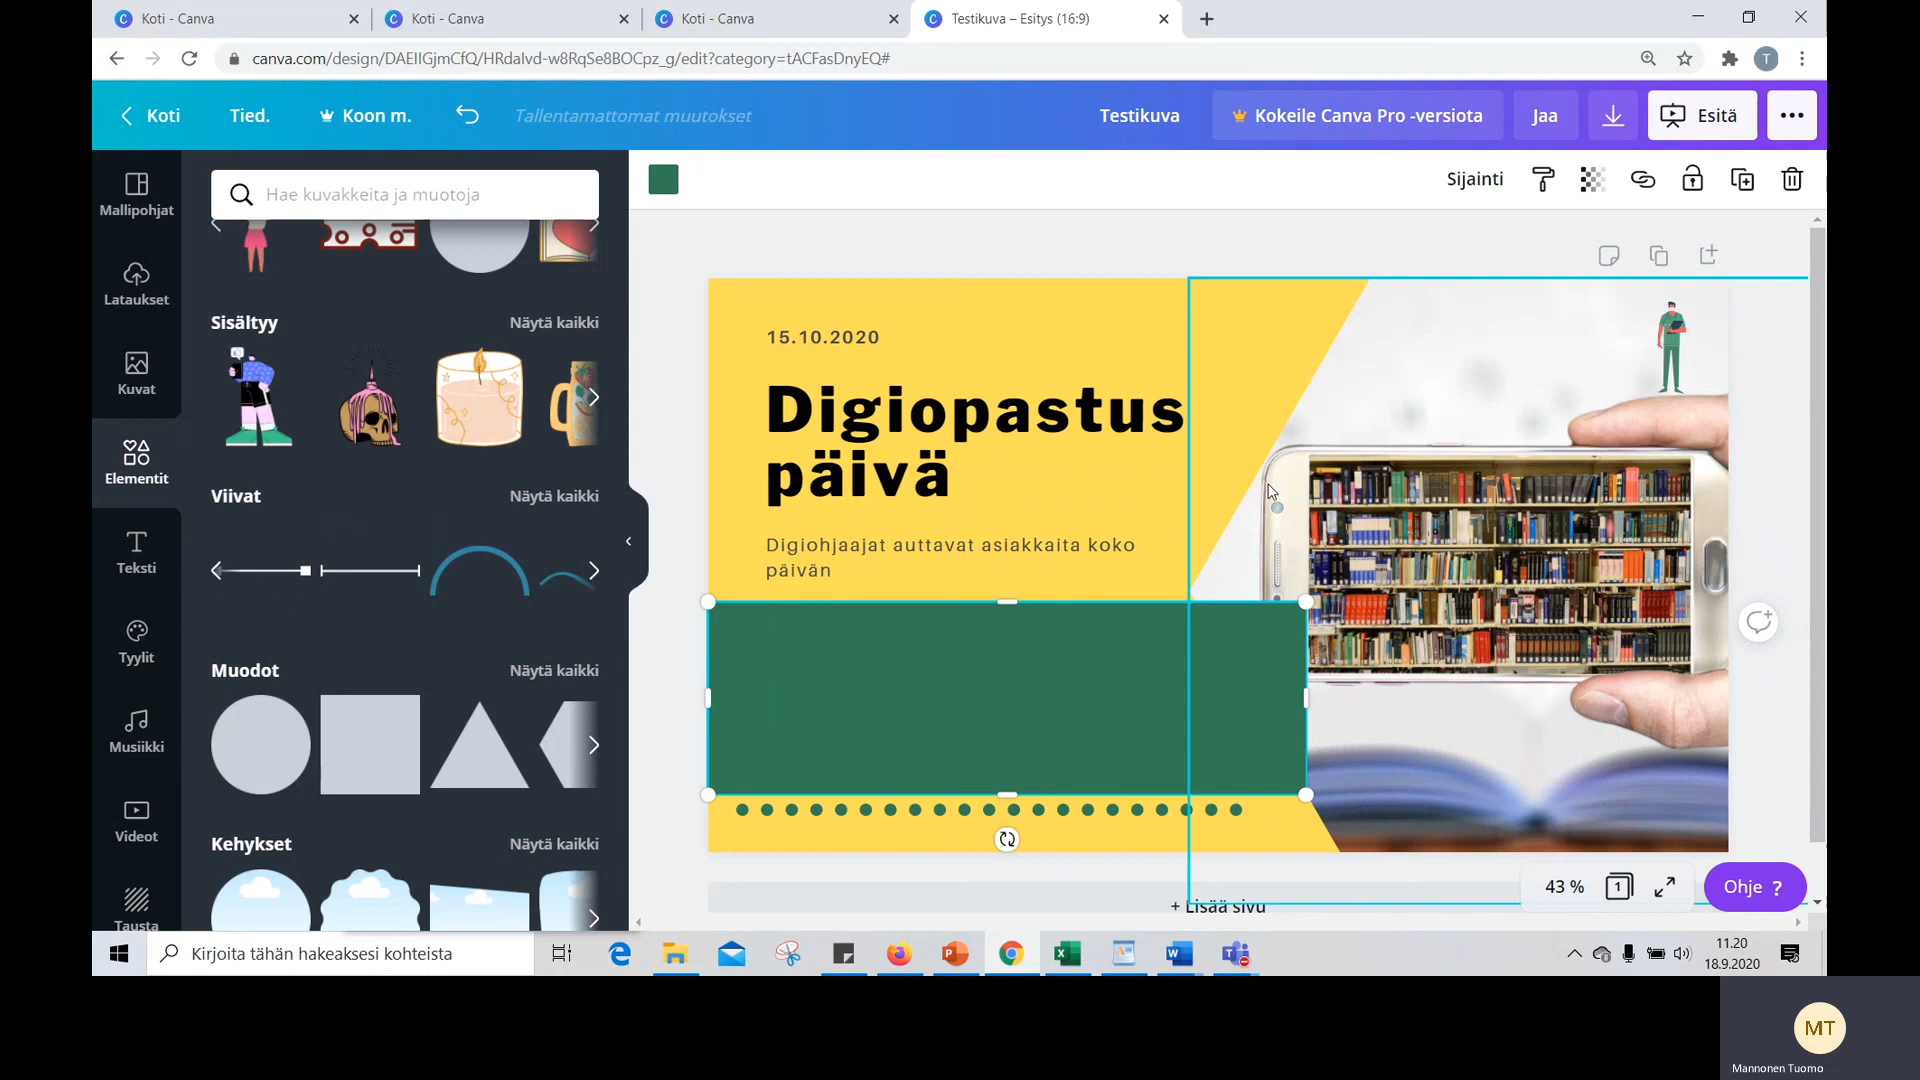 Koti - Canva
Koti - Canva
Koti - Canva
Testikuva – Esitys (16:9)
canva.com/design/DAEIIGjmCfQ/HRdalvd-w8RqSe8BOCpz_g/edit?category=tACFasDnyEQ#
T
Koti
Tied.
Koon m.
Tallentamattomat muutokset
Testikuva
Kokeile Canva Pro -versiota
Jaa
Esitä
Mallipohjat
Lataukset
Kuvat
Elementit
Teksti
Tyylit
Musiikki
Videot
Tausta
Hae kuvakkeita ja muotoja
Sisältyy
Näytä kaikki
Viivat
Näytä kaikki
Muodot
Näytä kaikki
Kehykset
Näytä kaikki
Sijainti
15.10.2020
Digiopastus
päivä
Digiohjaajat auttavat asiakkaita koko
päivän
+ Lisää sivu
43 %
1
Ohje ?
Kirjoita tähän hakeaksesi kohteista
11.20
18.9.2020
MT
Mannonen Tuomo